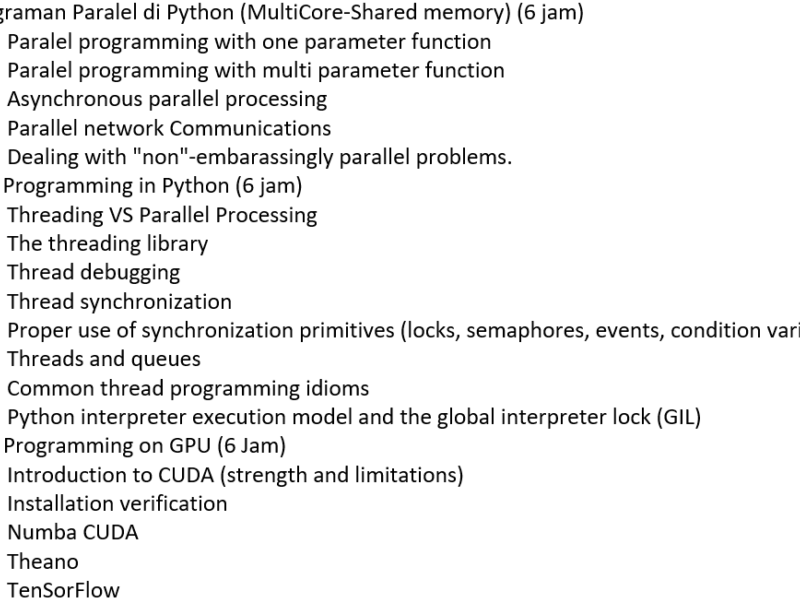 graman Paralel di Python (MultiCore-Shared memory) (6 jam)
Paralel programming with one parameter function
Paralel programming with multi parameter function
Asynchronous parallel processing
Parallel network Communications
Dealing with "non"-embarassingly parallel problems.
Programming in Python (6 jam)
Threading VS Parallel Processing
The threading library
Thread debugging
Thread synchronization
Proper use of synchronization primitives (locks, semaphores, events, condition vari
Threads and queues
Common thread programming idioms
Python interpreter execution model and the global interpreter lock (GIL)
Programming on GPU (6 Jam)
Introduction to CUDA (strength and limitations)
Installation verification
Numba CUDA
Theano
TenSorFlow